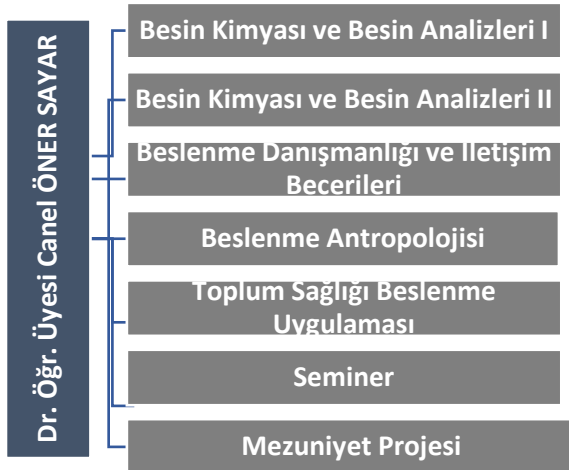 Dr. Öğr. Üyesi Canel ÖNER SAYAR
Besin Kimyası ve Besin Analizleri I
Besin Kimyası ve Besin Analizleri II
Beslenme Danışmanlığı ve İletişim
Becerileri
Beslenme Antropolojisi
Toplum Sağlığı Beslenme
Uygulaması
Seminer
Mezuniyet Projesi